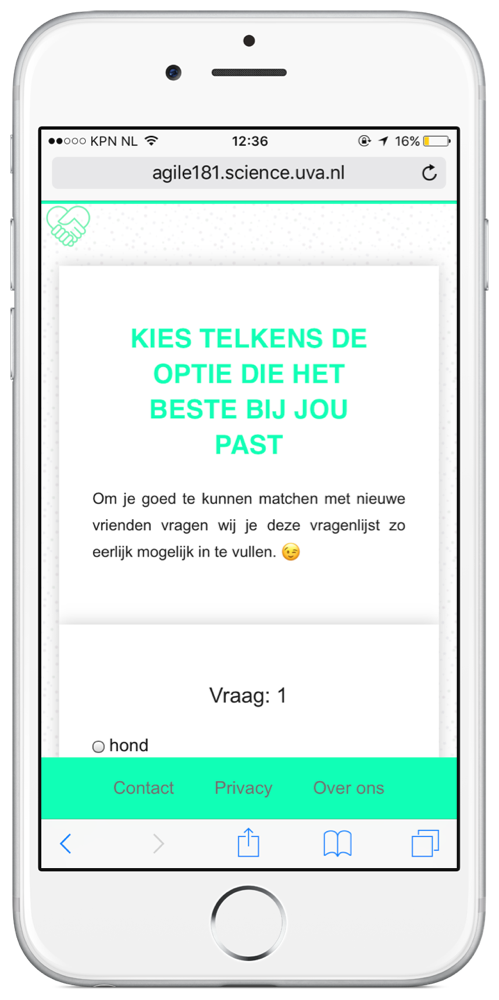 KPN NL 12:36 16%
agile181.science.uva.nl
KIES TELKENS DE
OPTIE DIE HET
BESTE BIJ JOU
PAST
Om je goed te kunnen matchen met nieuwe
vrienden vragen wij je deze vragenlijst zo
eerlijk mogelijk in te vullen. 😉
Vraag: 1
hond
Contact Privacy Over ons